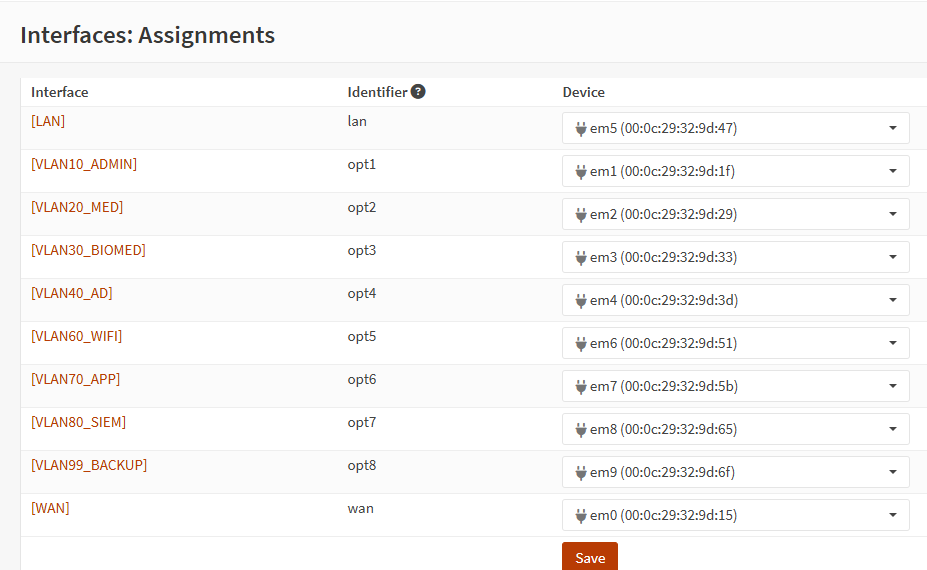 Interfaces: Assignments
Interface Identifier ? Device
[LAN] lan em5 (00:0c:29:32:9d:47)
[VLAN10_ADMIN] opt1 em1 (00:0c:29:32:9d:1f)
[VLAN20_MED] opt2 em2 (00:0c:29:32:9d:29)
[VLAN30_BIOMED] opt3 em3 (00:0c:29:32:9d:33)
[VLAN40_AD] opt4 em4 (00:0c:29:32:9d:3d)
[VLAN60_WIFI] opt5 em6 (00:0c:29:32:9d:51)
[VLAN70_APP] opt6 em7 (00:0c:29:32:9d:5b)
[VLAN80_SIEM] opt7 em8 (00:0c:29:32:9d:65)
[VLAN99_BACKUP] opt8 em9 (00:0c:29:32:9d:6f)
[WAN] wan em0 (00:0c:29:32:9d:15)
Save